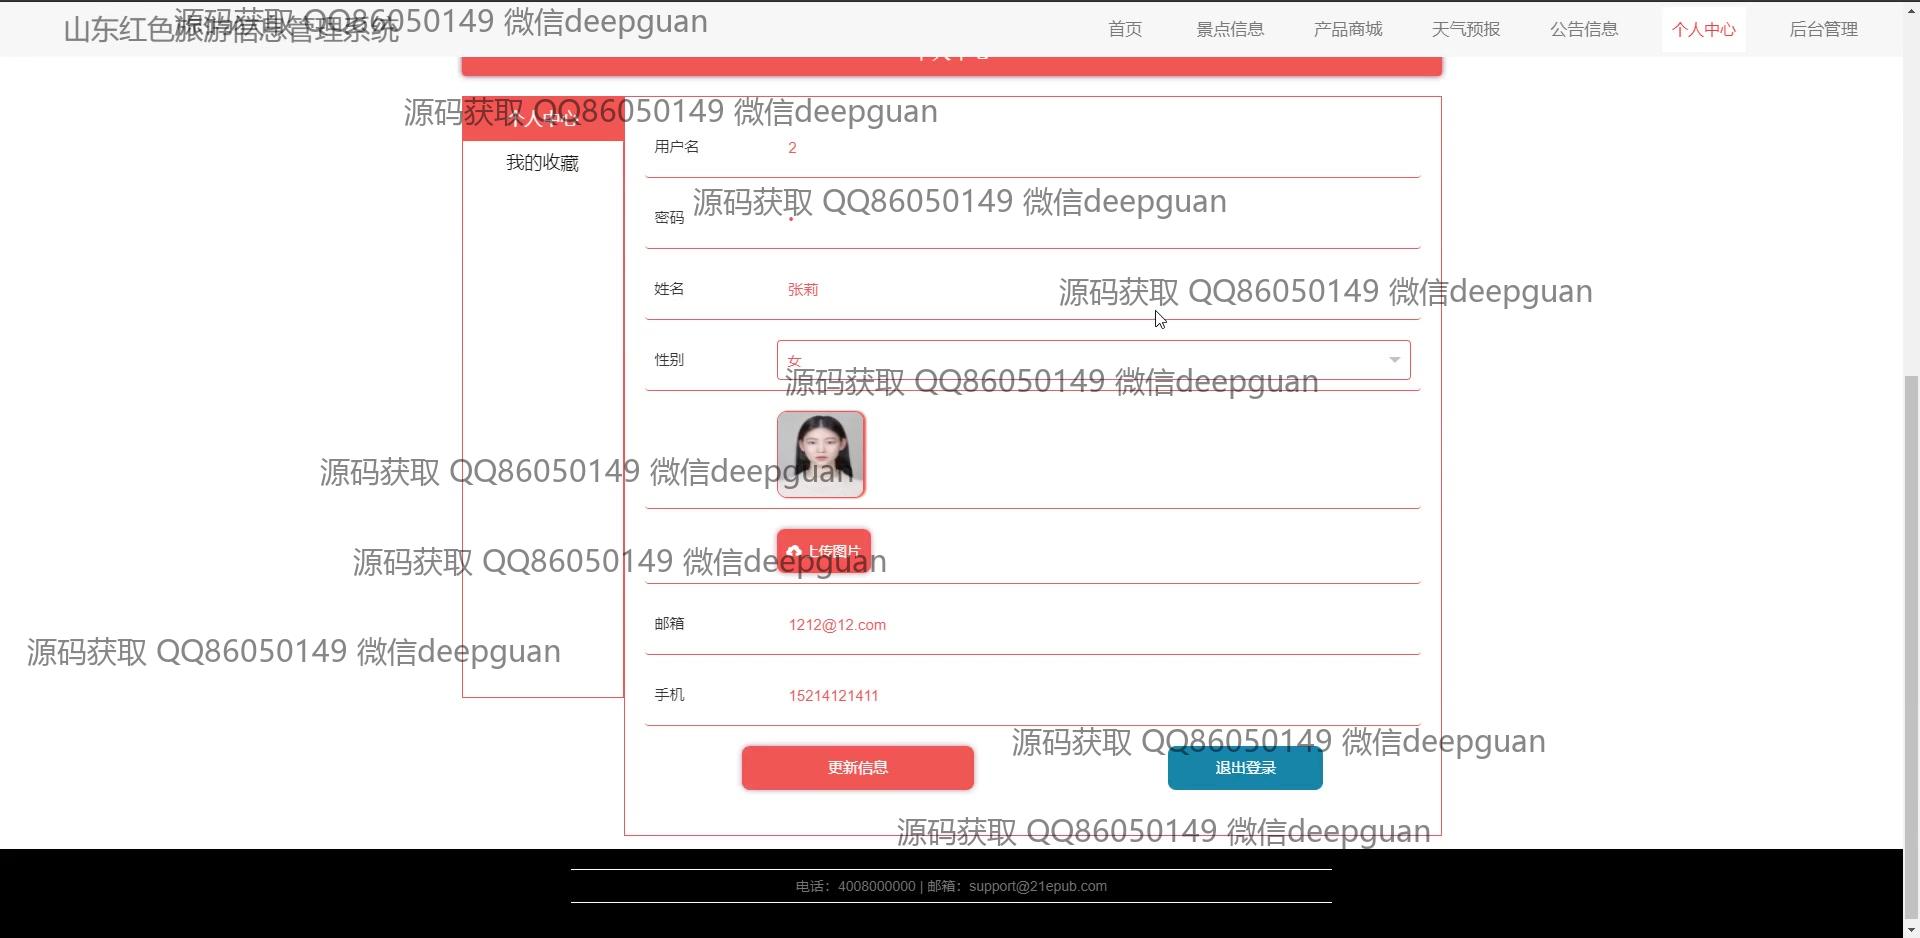 山东红色旅游信息管理系统
源码获取 QQ86050149 微信deepguan
首页 景点信息 产品商城 天气预报 公告信息 个人中心 后台管理
个人中心
源码获取 QQ86050149 微信deepguan
个人中心
我的收藏
用户名 2
源码获取 QQ86050149 微信deepguan
密码
姓名 张莉
源码获取 QQ86050149 微信deepguan
性别 女
源码获取 QQ86050149 微信deepguan
源码获取 QQ86050149 微信deepguan
上传图片
源码获取 QQ86050149 微信deepguan
邮箱 1212@12.com
源码获取 QQ86050149 微信deepguan
手机 15214121411
源码获取 QQ86050149 微信deepguan
更新信息 退出登录
源码获取 QQ86050149 微信deepguan
电话：4008000000 | 邮箱：support@21epub.com